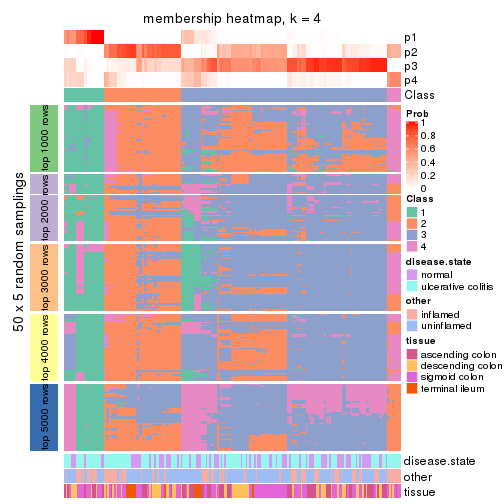 membership heatmap, k = 4
p1
p2
p3
p4
Class
50 x 5 random samplings
top 1000 rows
top 2000 rows
top 3000 rows
top 4000 rows
top 5000 rows
disease.state
other
tissue
Prob
1
0.8
0.6
0.4
0.2
0
Class
1
2
3
4
disease.state
normal
ulcerative colitis
other
inflamed
uninflamed
tissue
ascending colon
descending colon
sigmoid colon
terminal ileum